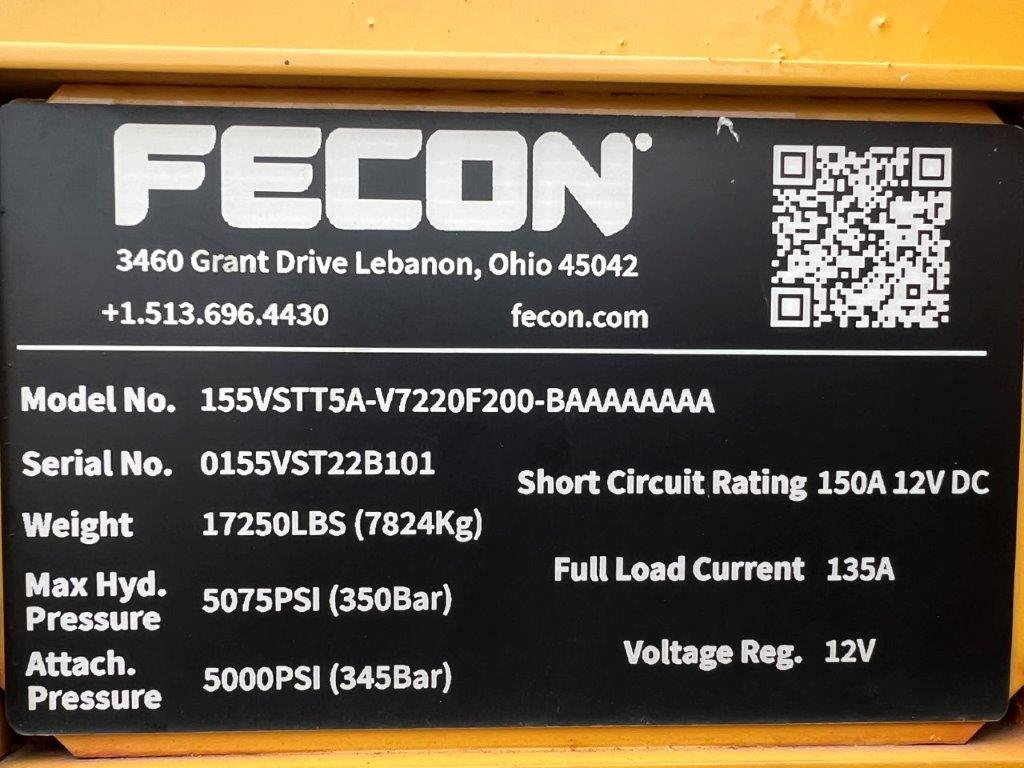 FECON
3460 Grant Drive Lebanon, Ohio 45042
+1.513.696.4430 fecon.com
Model No. 155VSTT5A-V7220F200-BAAAAAAAA
Serial No. 0155VST22B101
Short Circuit Rating 150A 12V DC
Weight 17250LBS (7824Kg)
Full Load Current 135A
Max Hyd.
Pressure 5075PSI (350Bar)
Voltage Reg. 12V
Attach.
Pressure 5000PSI (345Bar)